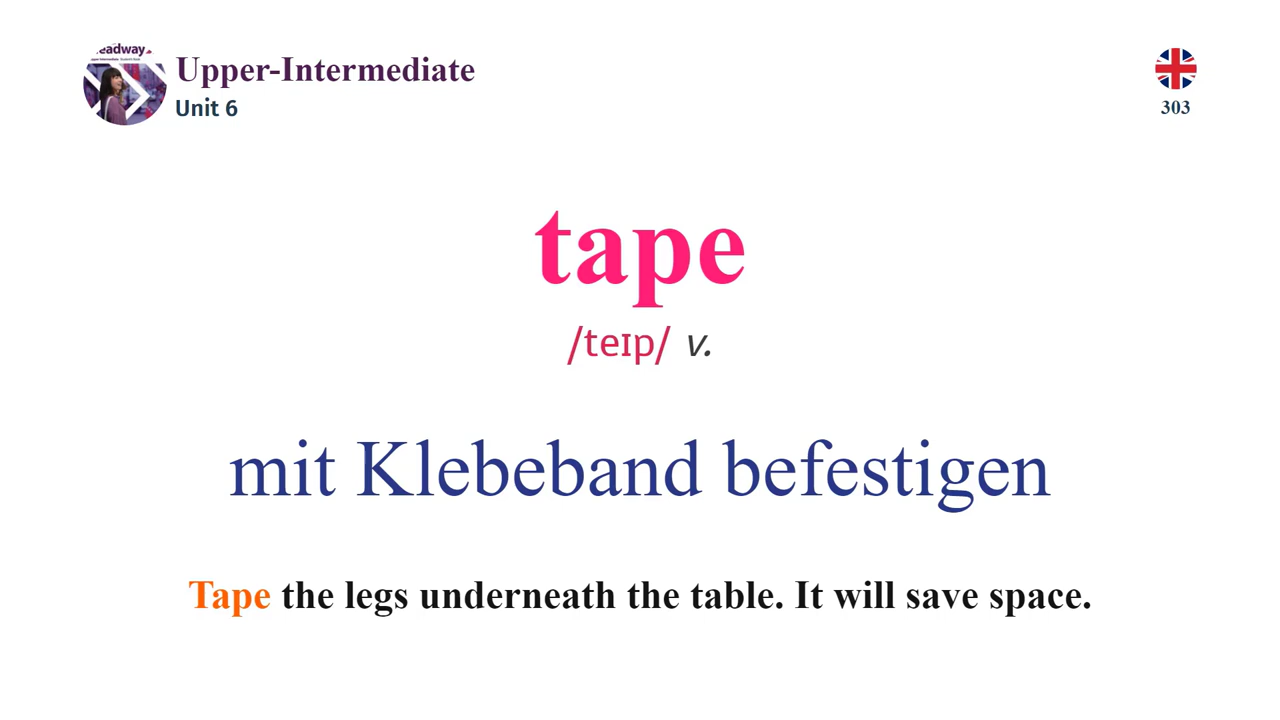 eadway
Upper-Intermediate
Unit 6
303
tape
/teɪp/ v.
mit Klebeband befestigen
Tape the legs underneath the table. It will save space.